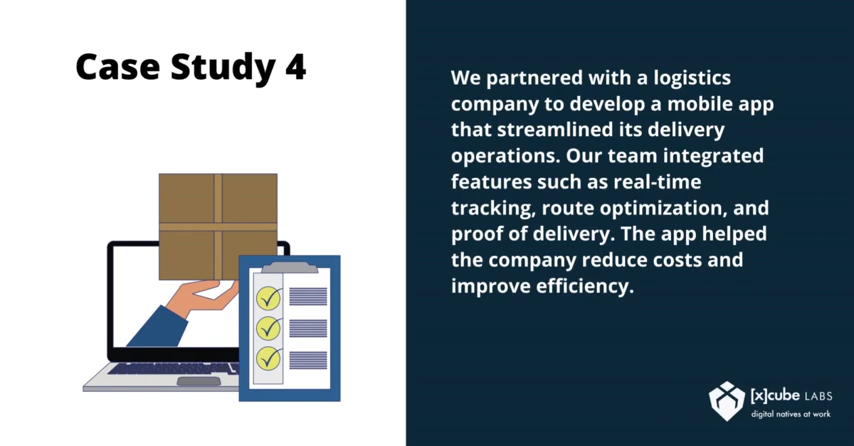 Case Study 4
We partnered with a logistics
company to develop a mobile app
that streamlined its delivery
operations. Our team integrated
features such as real-time
tracking, route optimization, and
proof of delivery. The app helped
the company reduce costs and
improve efficiency.
[x]cube LABS
digital natives at work